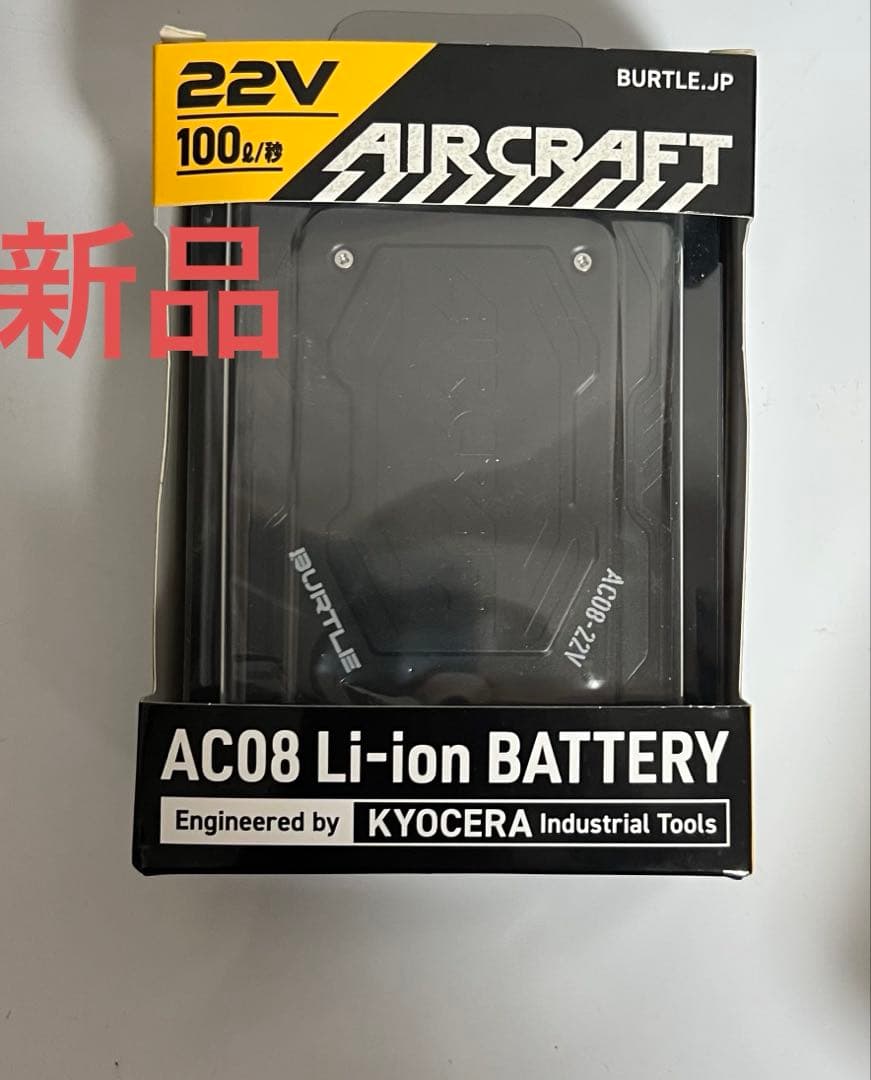 22V
BURTLE.JP
100ℓ/秒
AIRCRAFT
新品
BURTLE
AC08-22V
AC08 Li-ion BATTERY
Engineered by KYOCERA Industrial Tools